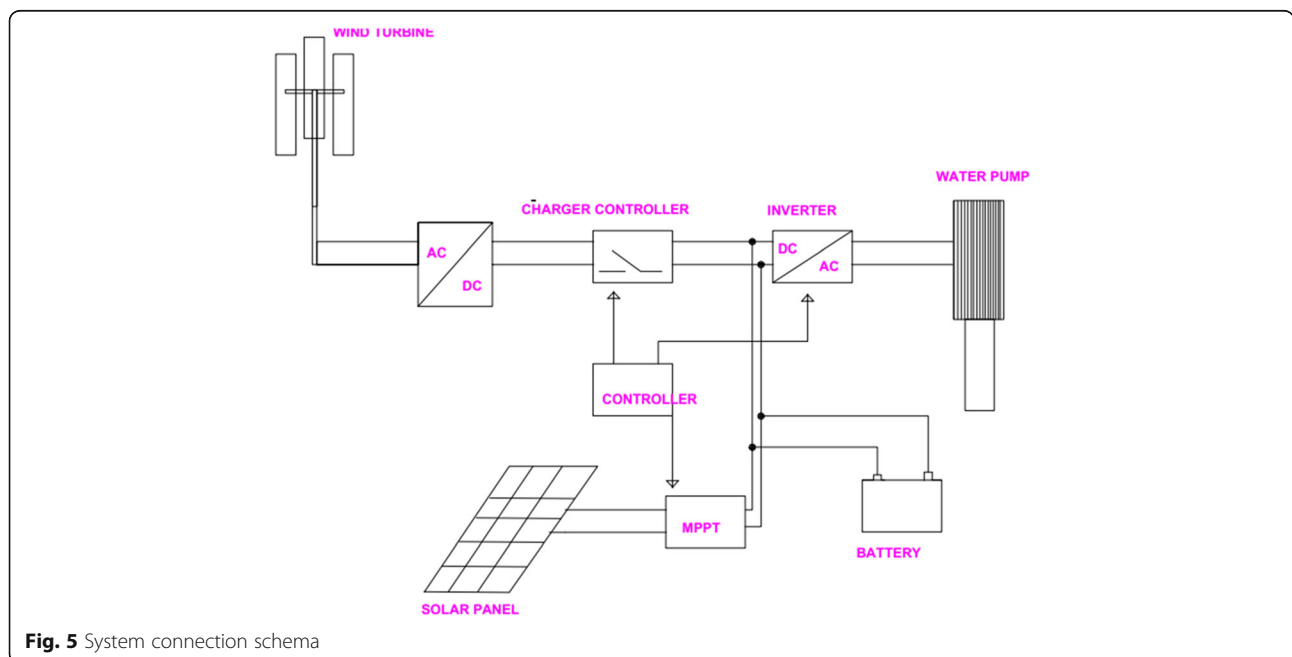 WIND TURBINE
WATER PUMP
CHARGER CONTROLLER
INVERTER
AC
DC
DC
AC
CONTROLLER
MPPT
BATTERY
SOLAR PANEL
Fig. 5 System connection schema